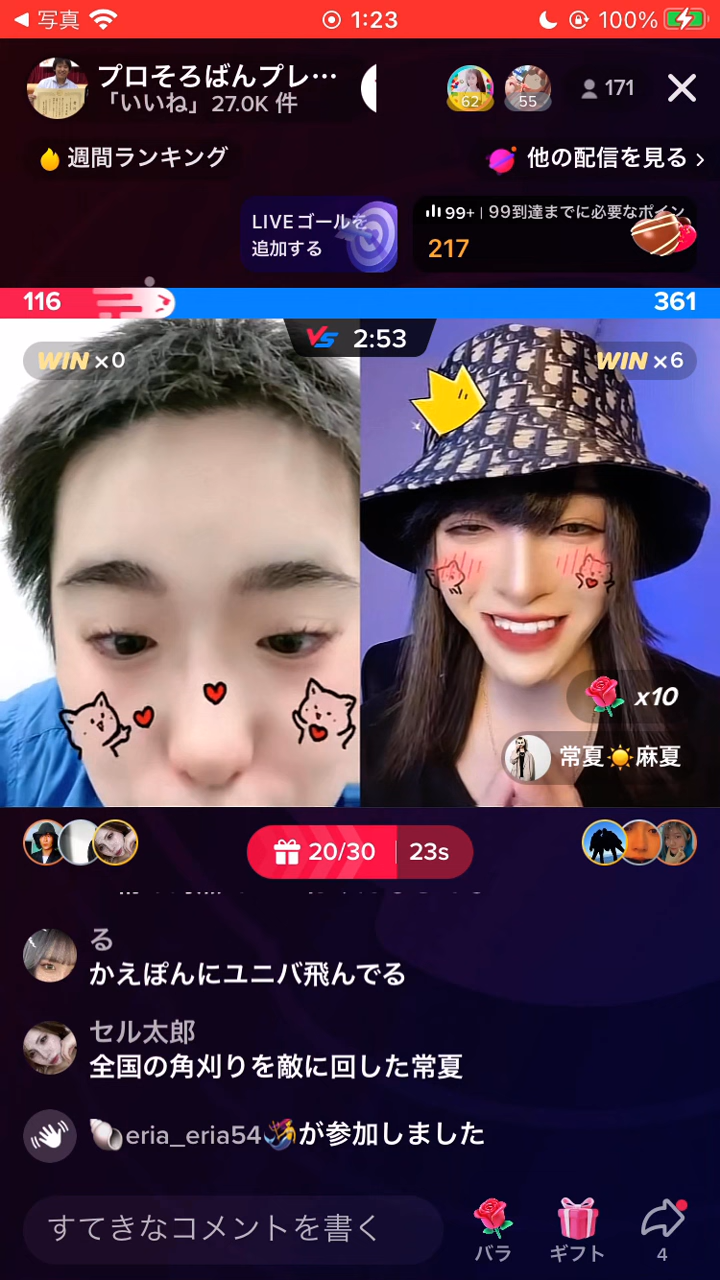 写真
1:23
100%
プロそろばんプレ…
「いいね」27.0K 件
62
55
171
週間ランキング
他の配信を見る
LIVEゴールを
追加する
99+ | 99到達までに必要なポイン
217
116
361
VS 2:53
WIN x0
WIN x6
x10
常夏☀️麻夏
20/30
23s
る
かえぽんにユニバ飛んでる
セル太郎
全国の角刈りを敵に回した常夏
🐚eria_eria54🧜が参加しました
すてきなコメントを書く
バラ
ギフト
4